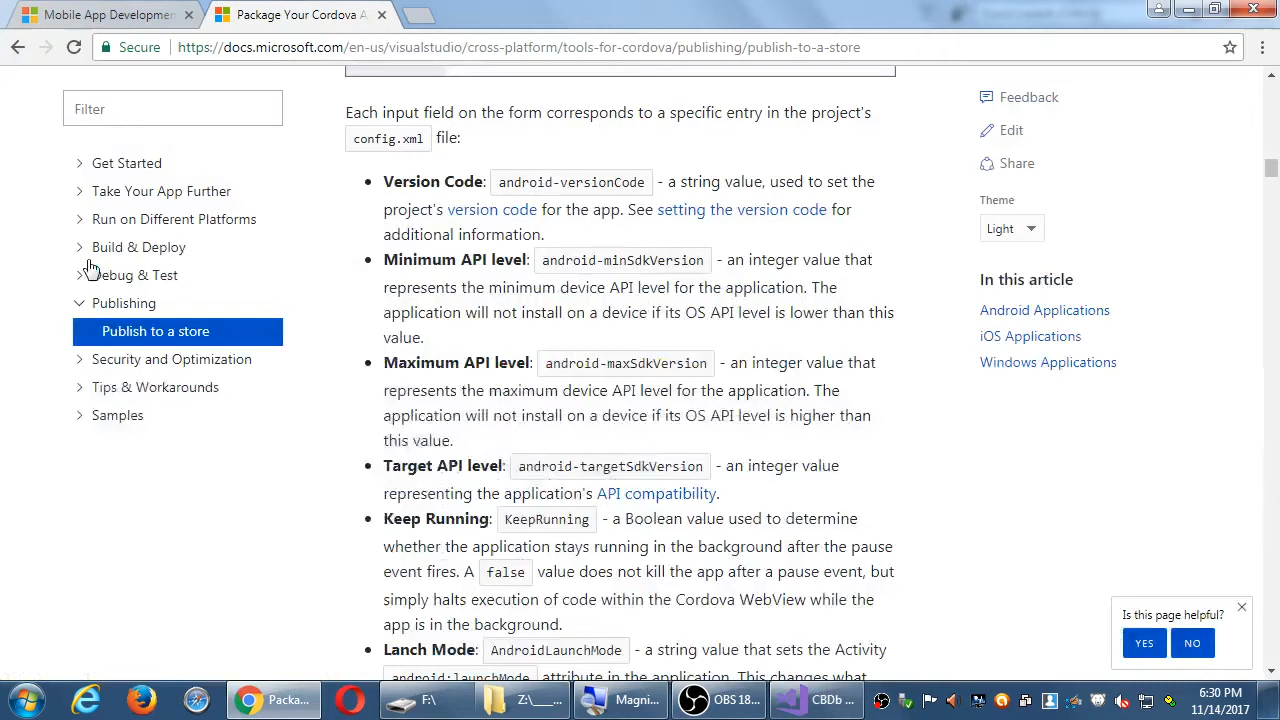 Mobile App Developmen
Package Your Cordova A
Secure
https://docs.microsoft.com/en-us/visualstudio/cross-platform/tools-for-cordova/publishing/publish-to-a-store
Filter
Get Started
Take Your App Further
Run on Different Platforms
Build & Deploy
ebug & Test
Publishing
Publish to a store
Security and Optimization
Tips & Workarounds
Samples
Each input field on the form corresponds to a specific entry in the project's
config.xml file:
Version Code: android-versionCode - a string value, used to set the
project's version code for the app. See setting the version code for
additional information.
Minimum API level: android-minSdkVersion - an integer value that
represents the minimum device API level for the application. The
application will not install on a device if its OS API level is lower than this
value.
Maximum API level: android-maxSdkVersion - an integer value that
represents the maximum device API level for the application. The
application will not install on a device if its OS API level is higher than
this value.
Target API level: android-targetSdkVersion - an integer value
representing the application's API compatibility.
Keep Running: KeepRunning - a Boolean value used to determine
whether the application stays running in the background after the pause
event fires. A false value does not kill the app after a pause event, but
simply halts execution of code within the Cordova WebView while the
app is in the background.
Lanch Mode: AndroidLaunchMode - a string value that sets the Activity
android:launchMode attribute in the application. This changes what
Feedback
Edit
Share
Theme
Light
In this article
Android Applications
iOS Applications
Windows Applications
Is this page helpful?
YES
NO
Packa...
F:\
Z:\___...
Magni...
OBS 18...
CBDb ...
6:30 PM
11/14/2017